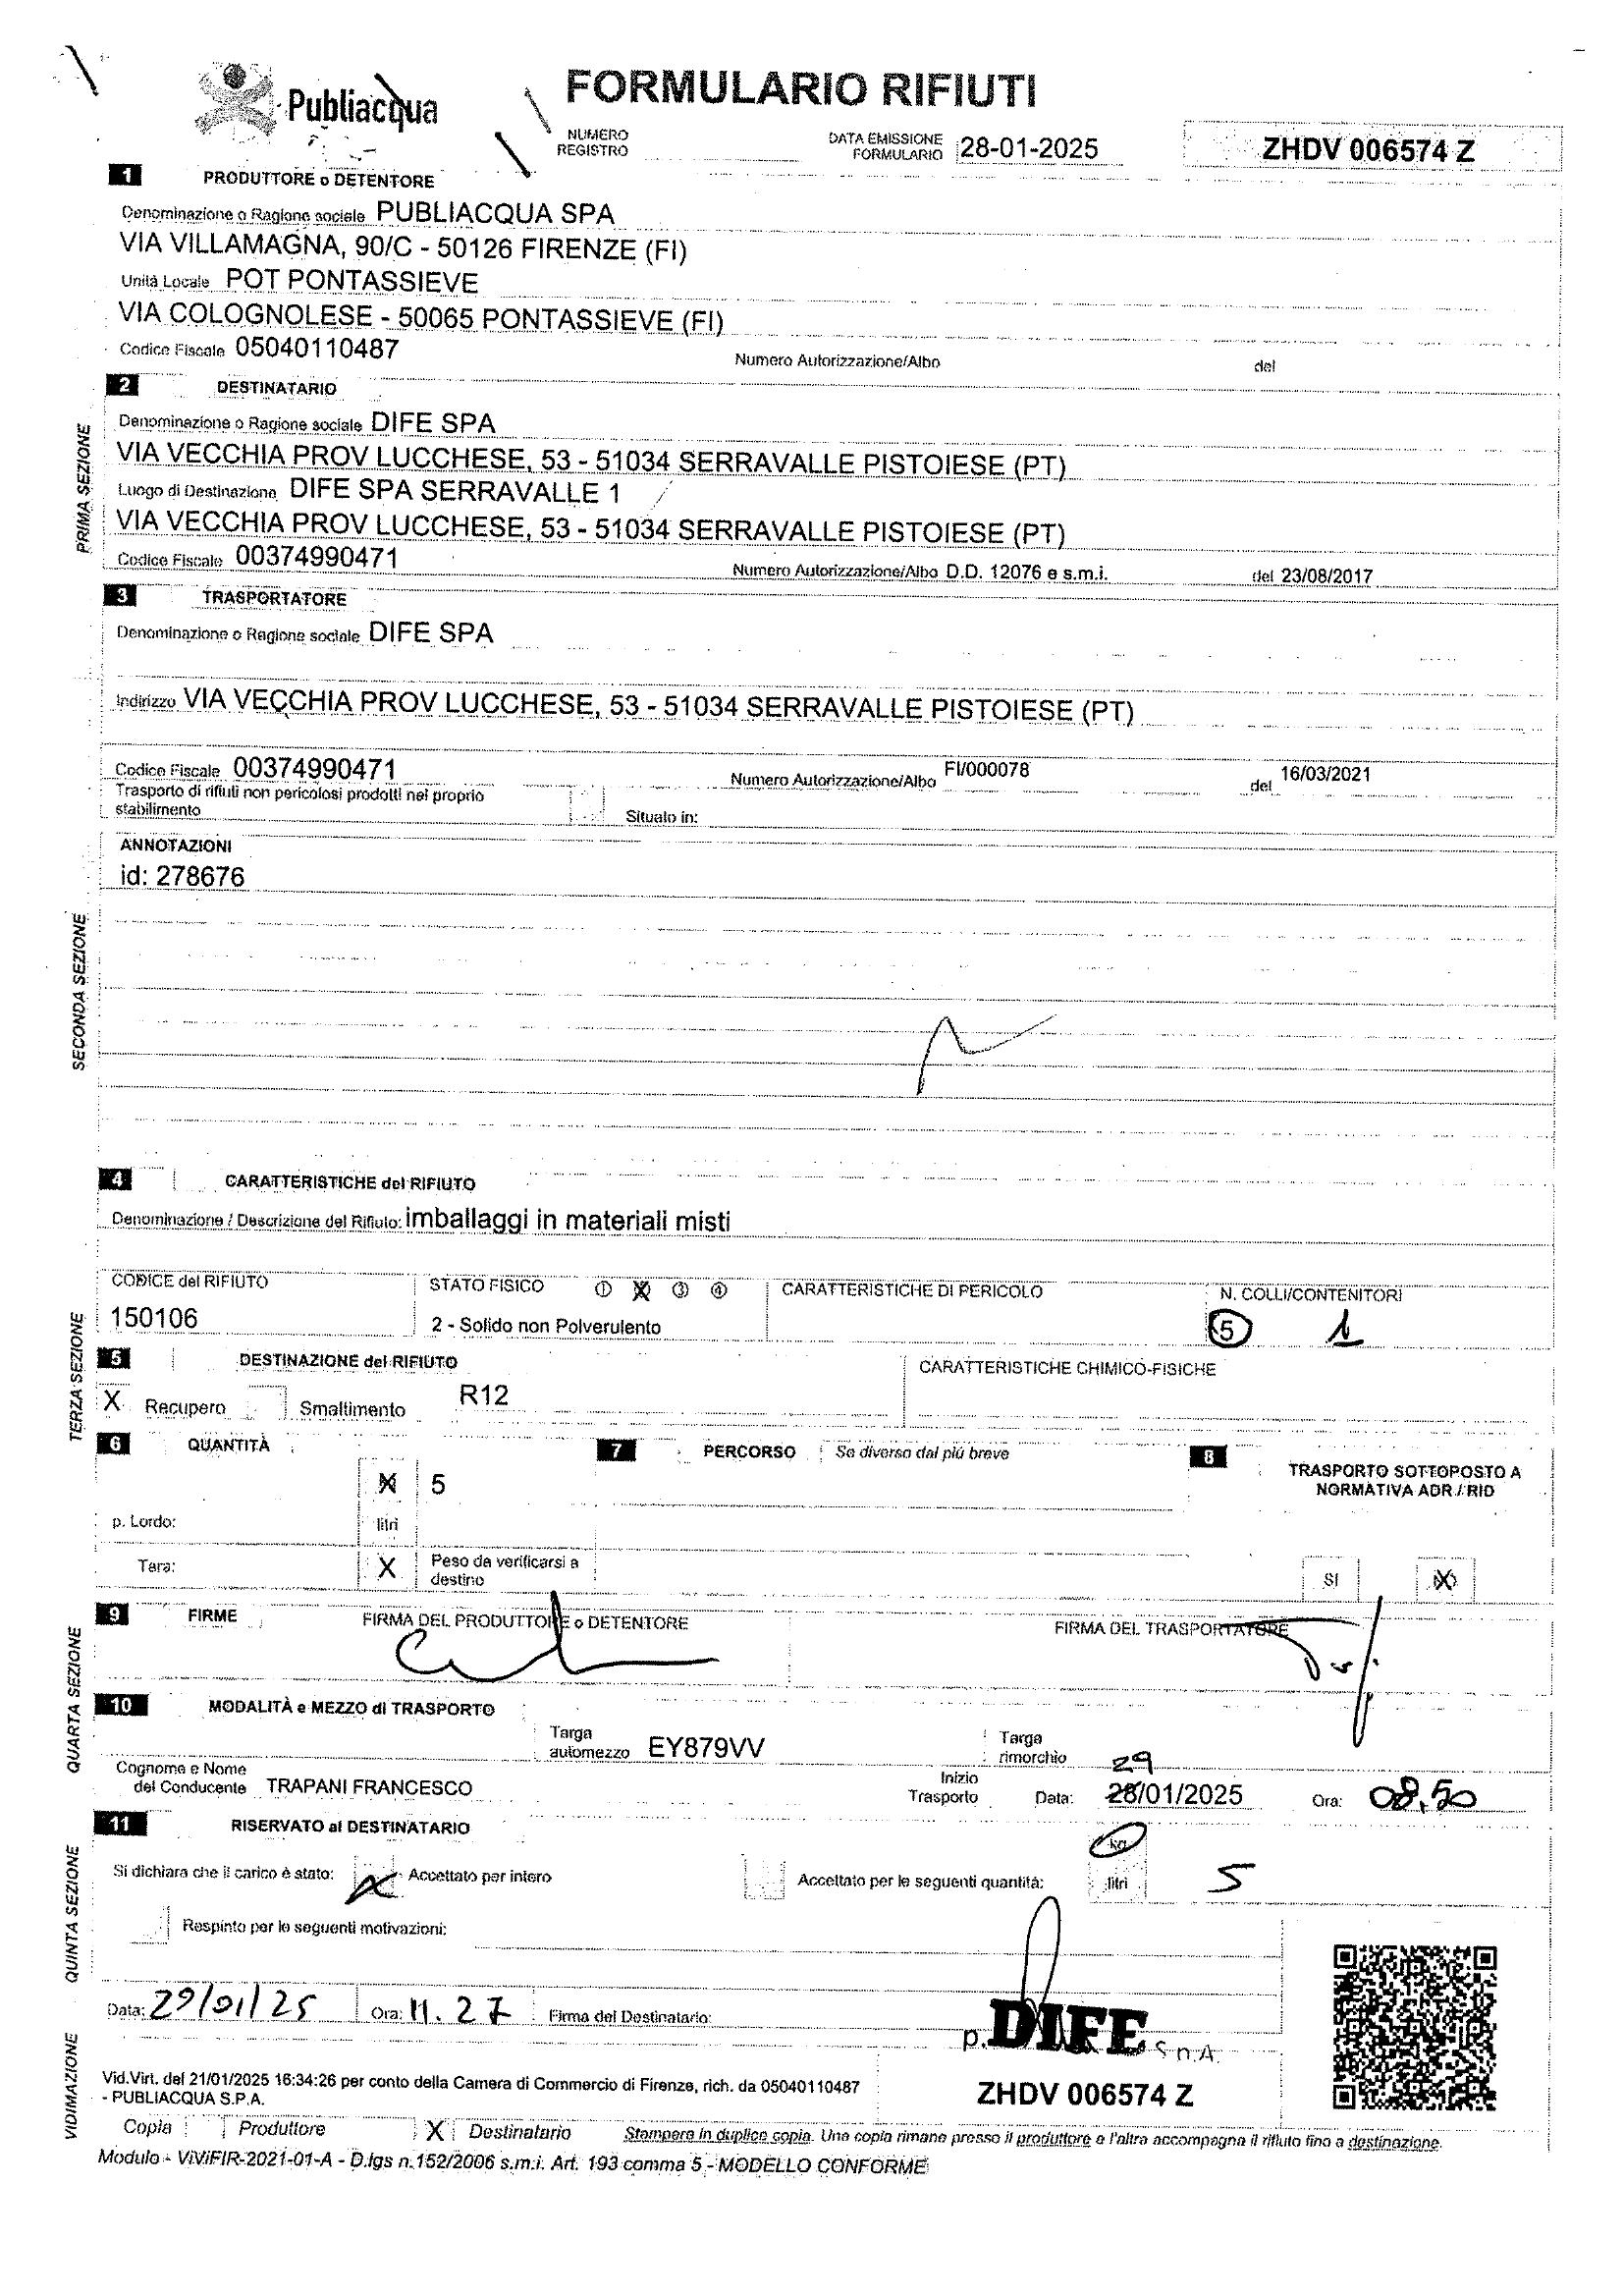 Publiacqua
FORMULARIO RIFIUTI
NUMERO REGISTRO
DATA EMISSIONE FORMULARIO 28-01-2025
ZHDV 006574 Z
1 PRODUTTORE o DETENTORE
Denominazione o Ragione sociale PUBLIACQUA SPA
VIA VILLAMAGNA, 90/C - 50126 FIRENZE (FI)
Unità Locale POT PONTASSIEVE
VIA COLOGNOLESE - 50065 PONTASSIEVE (FI)
Codice Fiscale 05040110487 Numero Autorizzazione/Albo del
PRIMA SEZIONE
2 DESTINATARIO
Denominazione o Ragione sociale DIFE SPA
VIA VECCHIA PROV LUCCHESE, 53 - 51034 SERRAVALLE PISTOIESE (PT)
Luogo di Destinazione DIFE SPA SERRAVALLE 1
VIA VECCHIA PROV LUCCHESE, 53 - 51034 SERRAVALLE PISTOIESE (PT)
Codice Fiscale 00374990471 Numero Autorizzazione/Albo D.D. 12076 e s.m.i. del 23/08/2017
3 TRASPORTATORE
Denominazione o Ragione sociale DIFE SPA
Indirizzo VIA VECCHIA PROV LUCCHESE, 53 - 51034 SERRAVALLE PISTOIESE (PT)
Codice Fiscale 00374990471 Numero Autorizzazione/Albo FI/000078 del 16/03/2021
Trasporto di rifiuti non pericolosi prodotti nel proprio
stabilimento Situato in:
SECONDA SEZIONE
ANNOTAZIONI
id: 278676
4 CARATTERISTICHE del RIFIUTO
Denominazione / Descrizione del Rifiuto: imballaggi in materiali misti
TERZA SEZIONE
CODICE del RIFIUTO STATO FISICO 1 X 3 4 CARATTERISTICHE DI PERICOLO N. COLLI/CONTENITORI
150106 2 - Solido non Polverulento 5 1
5 DESTINAZIONE del RIFIUTO CARATTERISTICHE CHIMICO-FISICHE
X Recupero Smaltimento R12
6 QUANTITÀ 7 PERCORSO Se diverso dal più breve 8 TRASPORTO SOTTOPOSTO A
NORMATIVA ADR / RID
X 5
p. Lordo: litri
Tara: X Peso da verificarsi a
destino
SI X
QUARTA SEZIONE
9 FIRME FIRMA DEL PRODUTTORE o DETENTORE FIRMA DEL TRASPORTATORE
10 MODALITÀ e MEZZO di TRASPORTO
Targa automezzo EY879VV Targa rimorchio
Cognome e Nome
del Conducente TRAPANI FRANCESCO Inizio Trasporto Data: 29 28/01/2025 Ora: 08,50
QUINTA SEZIONE
11 RISERVATO al DESTINATARIO
Si dichiara che il carico è stato: Accettato per intero Accettato per le seguenti quantità: kg litri 5
Respinto per le seguenti motivazioni:
Data: 29/01/25 Ora: 11.27 Firma del Destinatario:
p. DIFE S.p.A.
VIDIMAZIONE
Vid.Virt. del 21/01/2025 16:34:26 per conto della Camera di Commercio di Firenze, rich. da 05040110487
- PUBLIACQUA S.P.A.
ZHDV 006574 Z
Copia Produttore X Destinatario Stampare in duplice copia. Una copia rimane presso il produttore e l'altra accompagna il rifiuto fino a destinazione.
Modulo - ViViFIR-2021-01-A - D.lgs n.152/2006 s.m.i. Art. 193 comma 5 - MODELLO CONFORME